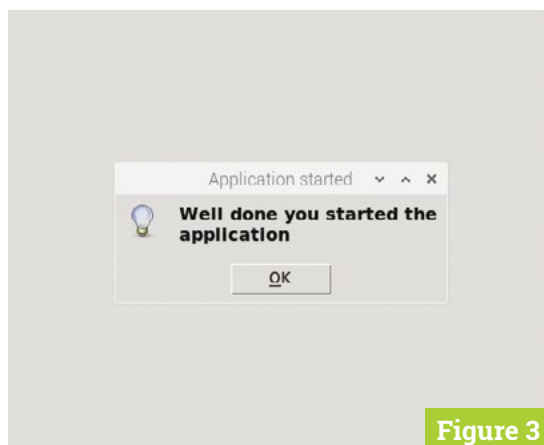 Application started
Well done you started the
application
OK
Figure 3